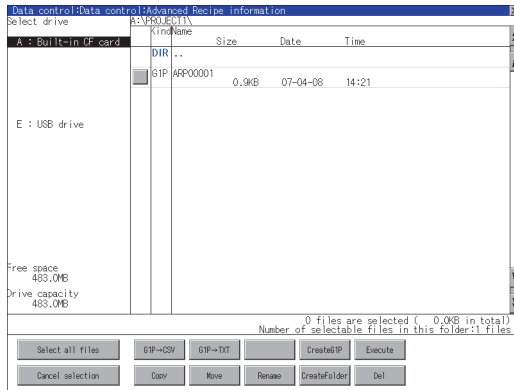 Data control:Data control:Advanced Recipe information
Select drive
A:\PROJECT1\
Kind Name
Size Date Time
A : Built-in CF card
DIR ..
G1P ARP00001
0.9KB 07-04-08 14:21
E : USB drive
Free space
483.0MB
Drive capacity
483.0MB
0 files are selected ( 0.0KB in total)
Number of selectable files in this folder:1 files
Select all files G1P→CSV G1P→TXT CreateG1P Execute
Cancel selection Copy Move Rename CreateFolder Del